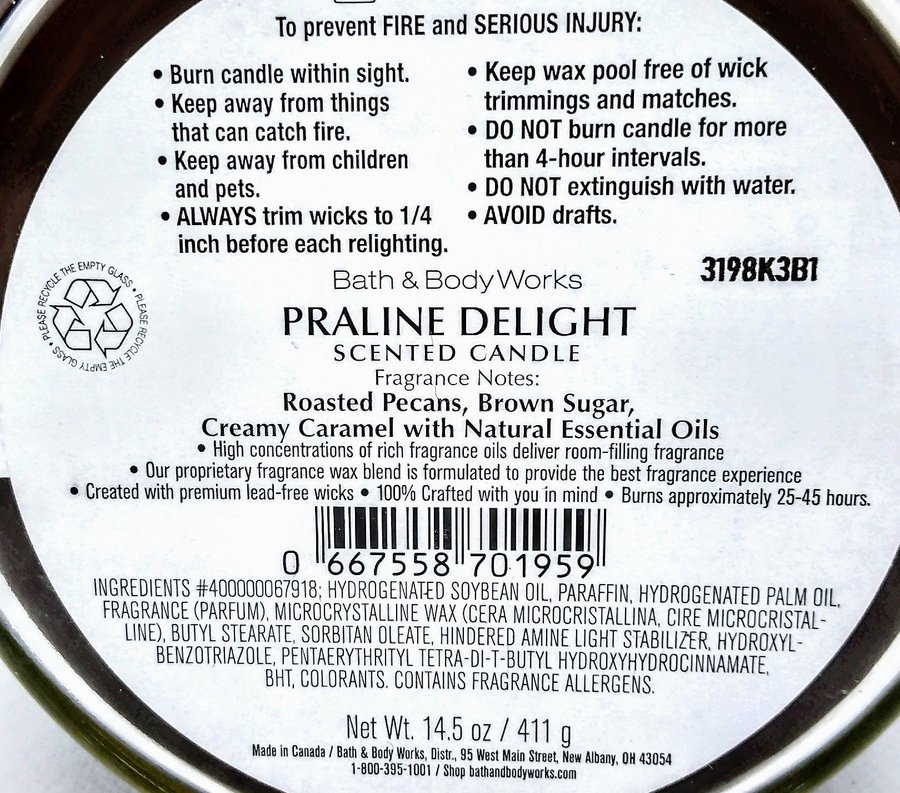 To prevent FIRE and SERIOUS INJURY:
• Burn candle within sight.
• Keep away from things
that can catch fire.
• Keep away from children
and pets.
• ALWAYS trim wicks to 1/4
inch before each relighting.
• Keep wax pool free of wick
trimmings and matches.
• DO NOT burn candle for more
than 4-hour intervals.
• DO NOT extinguish with water.
• AVOID drafts.
• PLEASE RECYCLE THE EMPTY GLASS • PLEASE RECYCLE THE EMPTY GLASS
3198K3B1
Bath & Body Works
PRALINE DELIGHT
SCENTED CANDLE
Fragrance Notes:
Roasted Pecans, Brown Sugar,
Creamy Caramel with Natural Essential Oils
• High concentrations of rich fragrance oils deliver room-filling fragrance
• Our proprietary fragrance wax blend is formulated to provide the best fragrance experience
• Created with premium lead-free wicks • 100% Crafted with you in mind • Burns approximately 25-45 hours.
0 667558 701959
INGREDIENTS #400000067918: HYDROGENATED SOYBEAN OIL, PARAFFIN, HYDROGENATED PALM OIL,
FRAGRANCE (PARFUM), MICROCRYSTALLINE WAX (CERA MICROCRISTALLINA, CIRE MICROCRISTAL-
LINE), BUTYL STEARATE, SORBITAN OLEATE, HINDERED AMINE LIGHT STABILIZER, HYDROXYL-
BENZOTRIAZOLE, PENTAERYTHRITYL TETRA-DI-T-BUTYL HYDROXYHYDROCINNAMATE,
BHT, COLORANTS. CONTAINS FRAGRANCE ALLERGENS.
Net Wt. 14.5 oz / 411 g
Made in Canada / Bath & Body Works, Distr., 95 West Main Street, New Albany, OH 43054
1-800-395-1001 / Shop bathandbodyworks.com